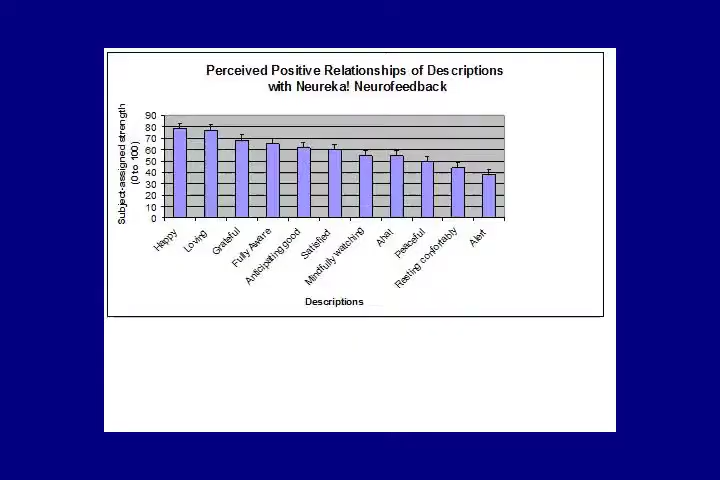 Perceived Positive Relationships of Descriptions
with Neureka! Neurofeedback
Subject-assigned strength
(0 to 100)
90
80
70
60
50
40
30
20
10
0
Happy
Loving
Grateful
Fully Aware
Anticipating good
Satisfied
Mindfully watching
Aha!
Peaceful
Resting confortably
Alert
Descriptions